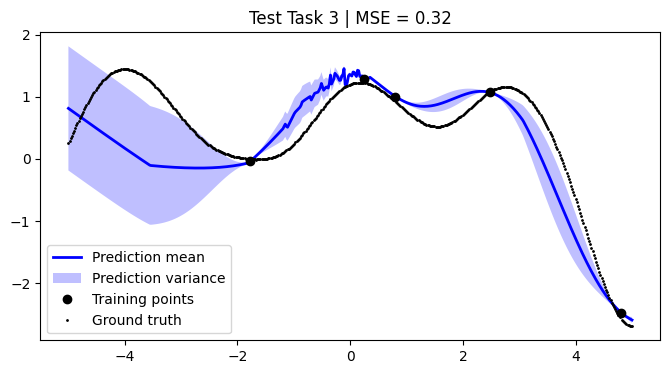 Test Task 3 | MSE = 0.32
2
1
0
−1
−2
Prediction mean
Prediction variance
Training points
Ground truth
−4 −2 0 2 4